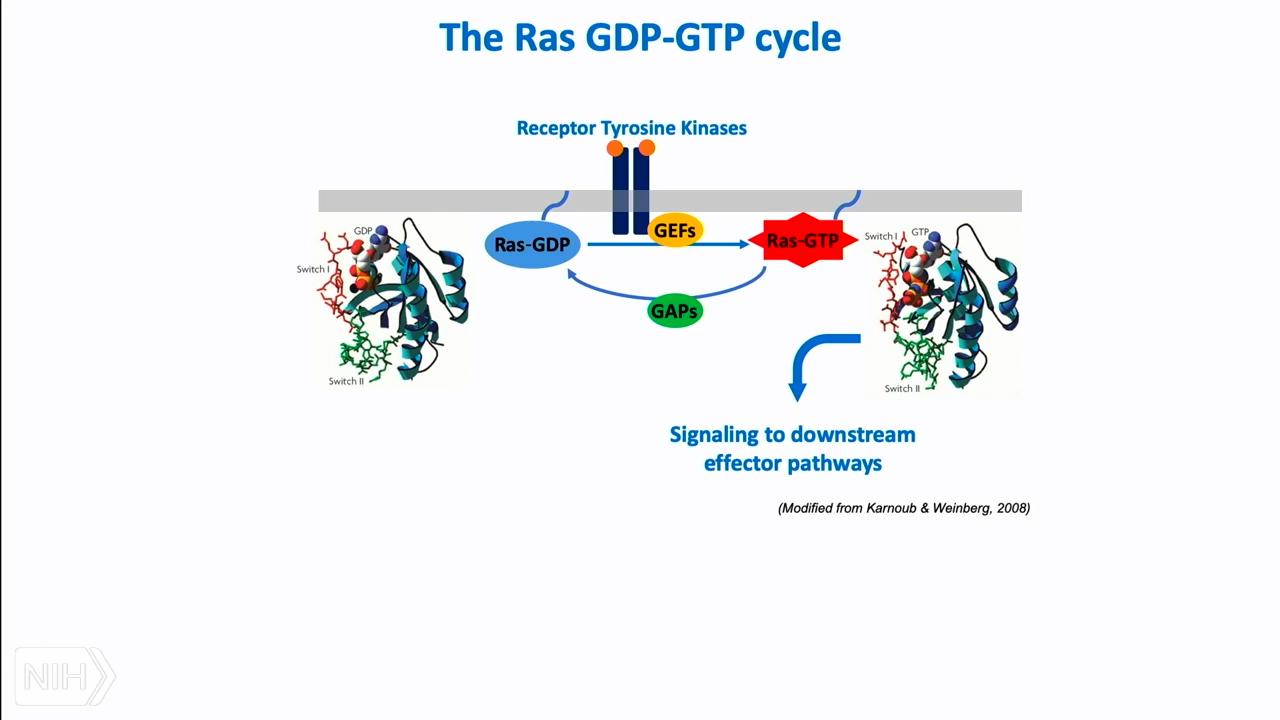 The Ras GDP-GTP cycle
Receptor Tyrosine Kinases
GDP
Switch I
Switch II
Ras-GDP
GEFs
Ras-GTP
GAPs
Switch I
GTP
Switch II
Signaling to downstream
effector pathways
(Modified from Karnoub & Weinberg, 2008)
NIH